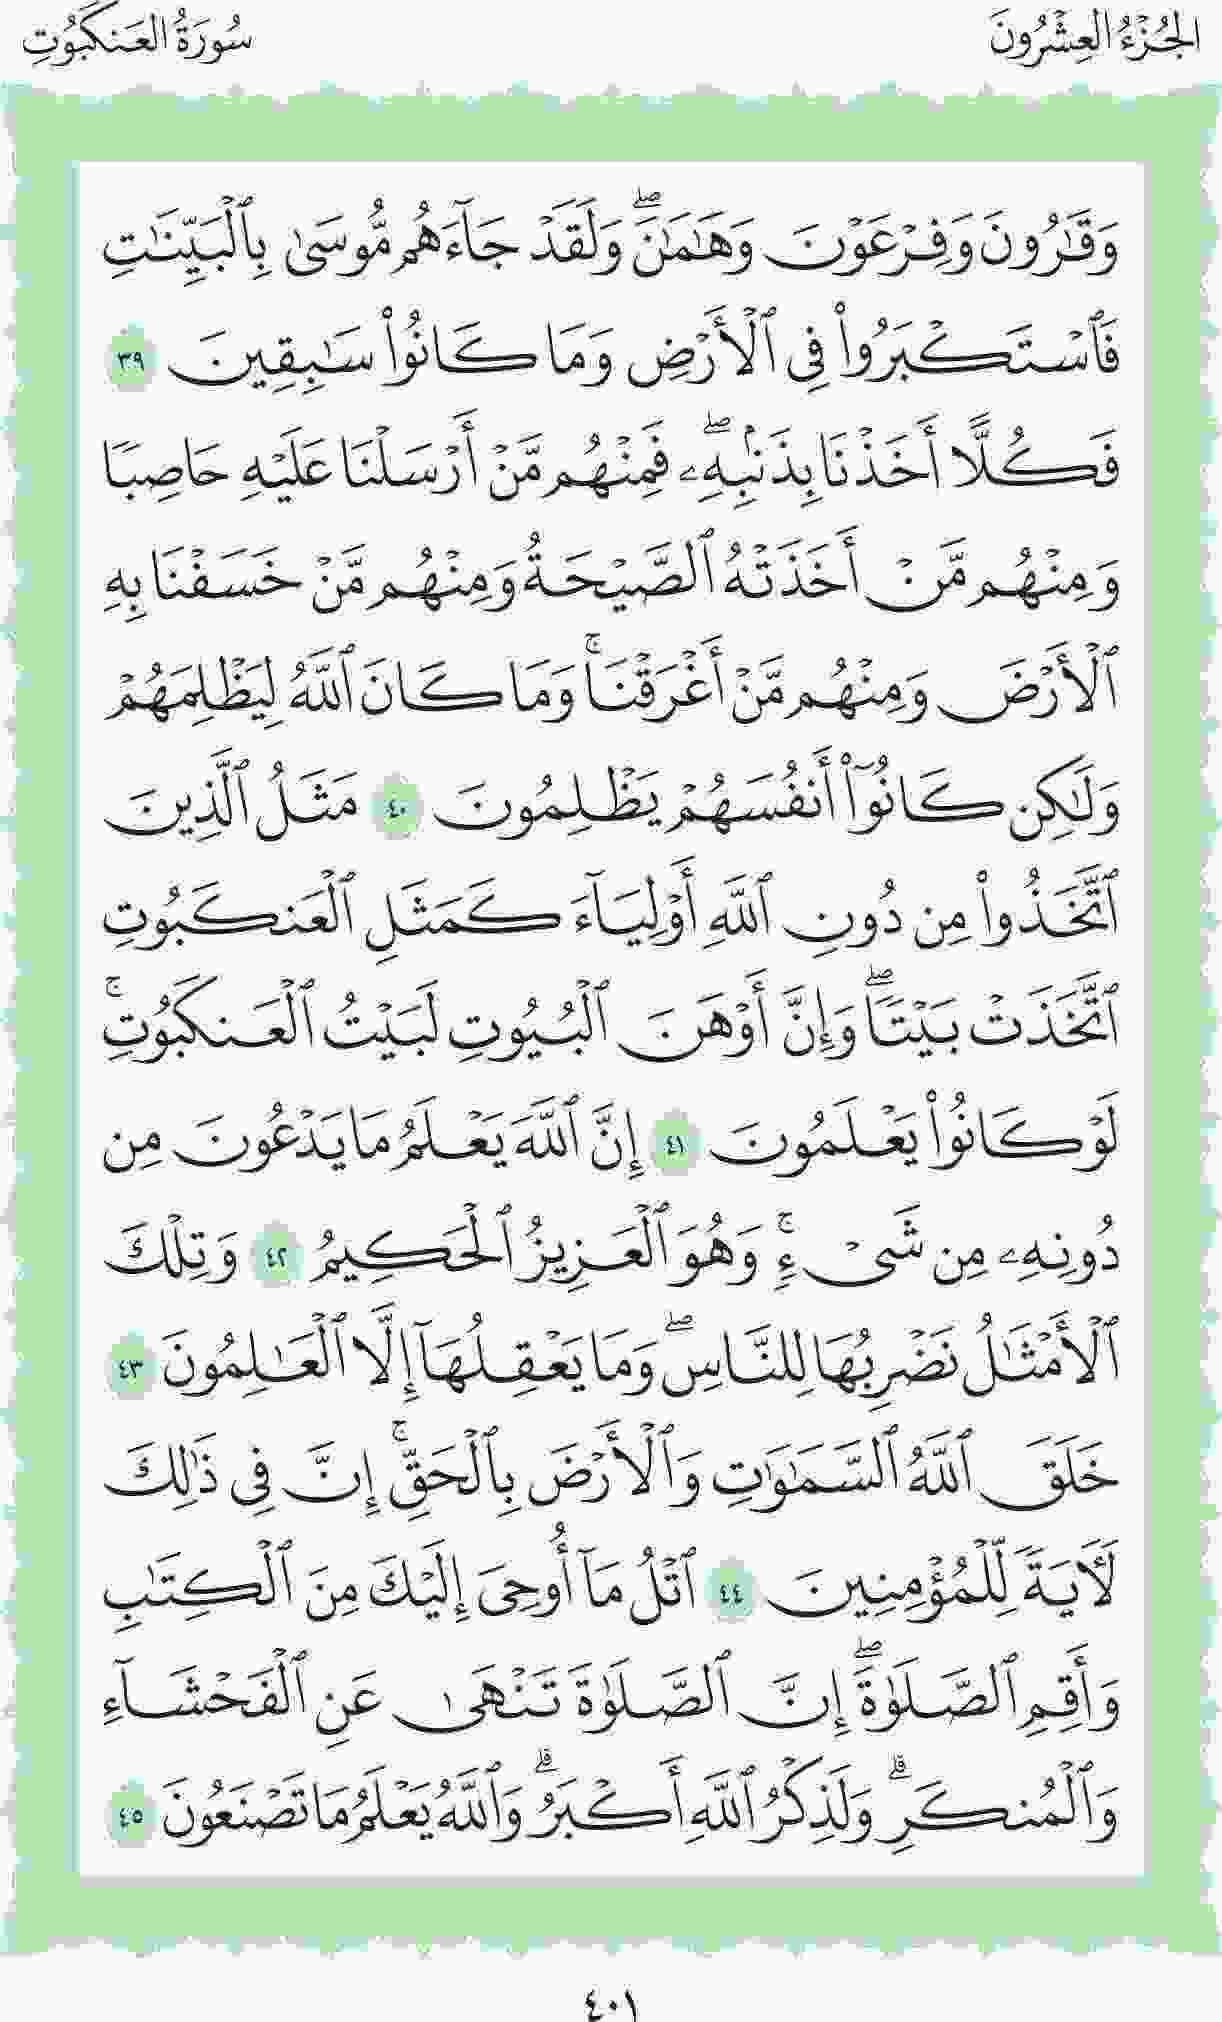 الجُزْءُ العِشْرُونَ
سُورَةُ العَنكَبُوتِ
وَقَٰرُونَ وَفِرْعَوْنَ وَهَٰمَٰنَۖ وَلَقَدْ جَآءَهُم مُّوسَىٰ بِٱلْبَيِّنَٰتِ
فَٱسْتَكْبَرُوا۟ فِى ٱلْأَرْضِ وَمَا كَانُوا۟ سَٰبِقِينَ ٣٩
فَكُلًّا أَخَذْنَا بِذَنۢبِهِۦۖ فَمِنْهُم مَّنْ أَرْسَلْنَا عَلَيْهِ حَاصِبًا
وَمِنْهُم مَّنْ أَخَذَتْهُ ٱلصَّيْحَةُ وَمِنْهُم مَّنْ خَسَفْنَا بِهِ
ٱلْأَرْضَ وَمِنْهُم مَّنْ أَغْرَقْنَاۚ وَمَا كَانَ ٱللَّهُ لِيَظْلِمَهُمْ
وَلَٰكِن كَانُوٓا۟ أَنفُسَهُمْ يَظْلِمُونَ ٤٠ مَثَلُ ٱلَّذِينَ
ٱتَّخَذُوا۟ مِن دُونِ ٱللَّهِ أَوْلِيَآءَ كَمَثَلِ ٱلْعَنكَبُوتِ
ٱتَّخَذَتْ بَيْتًاۖ وَإِنَّ أَوْهَنَ ٱلْبُيُوتِ لَبَيْتُ ٱلْعَنكَبُوتِۚ
لَوْ كَانُوا۟ يَعْلَمُونَ ٤١ إِنَّ ٱللَّهَ يَعْلَمُ مَا يَدْعُونَ مِن
دُونِهِۦ مِن شَىْءٍۚ وَهُوَ ٱلْعَزِيزُ ٱلْحَكِيمُ ٤٢ وَتِلْكَ
ٱلْأَمْثَٰلُ نَضْرِبُهَا لِلنَّاسِۖ وَمَا يَعْقِلُهَآ إِلَّا ٱلْعَٰلِمُونَ ٤٣
خَلَقَ ٱللَّهُ ٱلسَّمَٰوَٰتِ وَٱلْأَرْضَ بِٱلْحَقِّۚ إِنَّ فِى ذَٰلِكَ
لَـَٔايَةً لِّلْمُؤْمِنِينَ ٤٤ ٱتْلُ مَآ أُوحِىَ إِلَيْكَ مِنَ ٱلْكِتَٰبِ
وَأَقِمِ ٱلصَّلَوٰةَۖ إِنَّ ٱلصَّلَوٰةَ تَنْهَىٰ عَنِ ٱلْفَحْشَآءِ
وَٱلْمُنكَرِۗ وَلَذِكْرُ ٱللَّهِ أَكْبَرُۗ وَٱللَّهُ يَعْلَمُ مَا تَصْنَعُونَ ٤٥
٤٠١